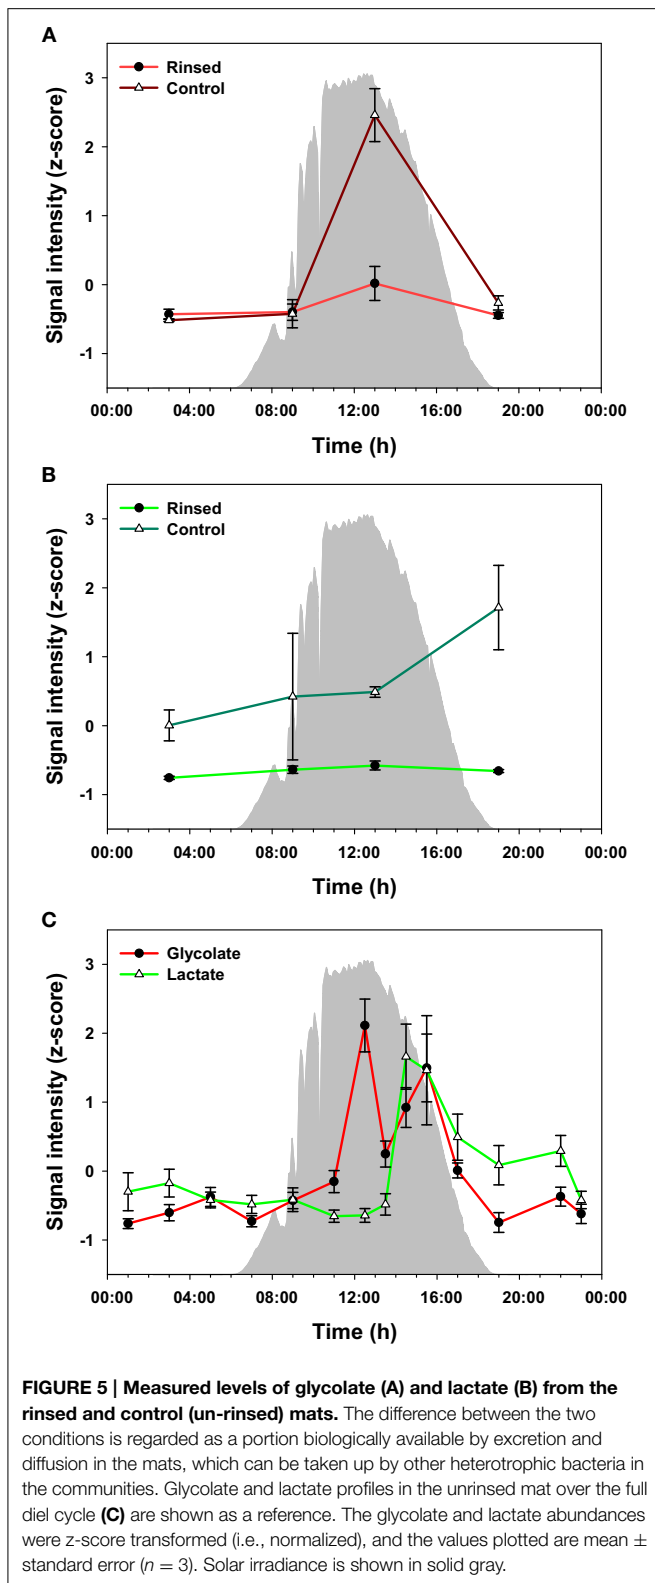 A
Rinsed
Control
Signal intensity (z-score)
3
2
1
0
-1
00:00 04:00 08:00 12:00 16:00 20:00 00:00
Time (h)
B
Rinsed
Control
Signal intensity (z-score)
3
2
1
0
-1
00:00 04:00 08:00 12:00 16:00 20:00 00:00
Time (h)
C
Glycolate
Lactate
Signal intensity (z-score)
3
2
1
0
-1
00:00 04:00 08:00 12:00 16:00 20:00 00:00
Time (h)
FIGURE 5 | Measured levels of glycolate (A) and lactate (B) from the
rinsed and control (un-rinsed) mats. The difference between the two
conditions is regarded as a portion biologically available by excretion and
diffusion in the mats, which can be taken up by other heterotrophic bacteria in
the communities. Glycolate and lactate profiles in the unrinsed mat over the full
diel cycle (C) are shown as a reference. The glycolate and lactate abundances
were z-score transformed (i.e., normalized), and the values plotted are mean ±
standard error (n = 3). Solar irradiance is shown in solid gray.